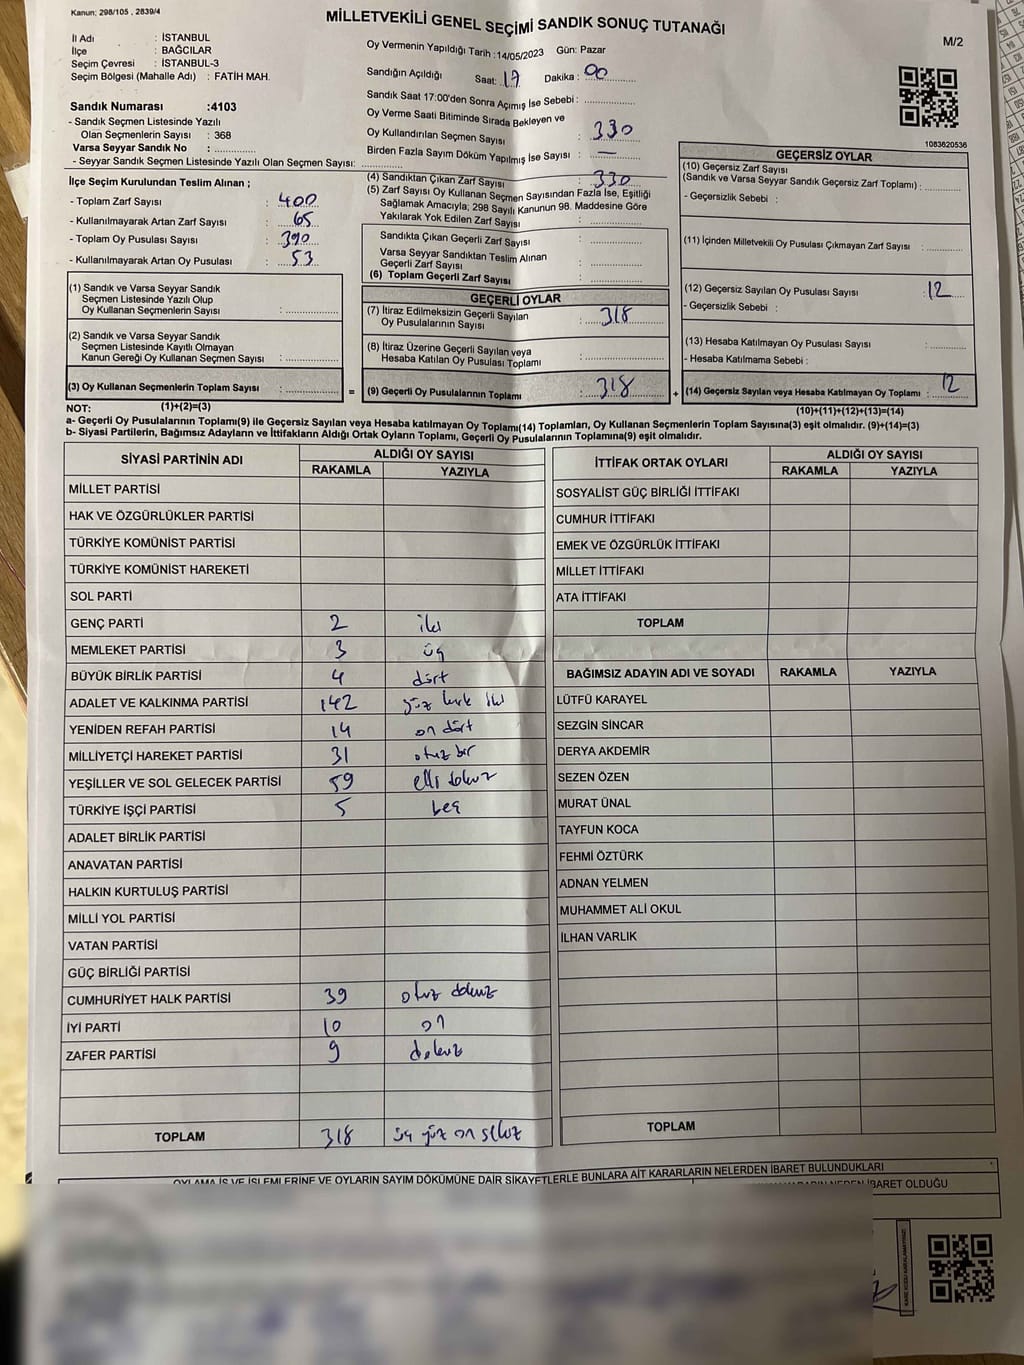 Kanun: 298/105 , 2839/4
MİLLETVEKİLİ GENEL SEÇİMİ SANDIK SONUÇ TUTANAĞI
M/2
İl Adı : İSTANBUL
İlçe : BAĞCILAR
Seçim Çevresi : İSTANBUL-3
Seçim Bölgesi (Mahalle Adı) : FATİH MAH.
Sandık Numarası :4103
- Sandık Seçmen Listesinde Yazılı
Olan Seçmenlerin Sayısı : 368
Varsa Seyyar Sandık No :
- Seyyar Sandık Seçmen Listesinde Yazılı Olan Seçmen Sayısı:
Oy Vermenin Yapıldığı Tarih :14/05/2023 Gün: Pazar
Sandığın Açıldığı Saat: 17 Dakika : 00
Sandık Saat 17:00'den Sonra Açımış İse Sebebi :
Oy Verme Saati Bitiminde Sırada Bekleyen ve
Oy Kullandırılan Seçmen Sayısı : 330
Birden Fazla Sayım Döküm Yapılmış İse Sayısı : —
1083620536
İlçe Seçim Kurulundan Teslim Alınan ;
- Toplam Zarf Sayısı : 400
- Kullanılmayarak Artan Zarf Sayısı : 65
- Toplam Oy Pusulası Sayısı : 390
- Kullanılmayarak Artan Oy Pusulası : 53
(4) Sandıktan Çıkan Zarf Sayısı : 330
(5) Zarf Sayısı Oy Kullanan Seçmen Sayısından Fazla İse, Eşitliği
Sağlamak Amacıyla; 298 Sayılı Kanunun 98. Maddesine Göre
Yakılarak Yok Edilen Zarf Sayısı :
Sandıkta Çıkan Geçerli Zarf Sayısı :
Varsa Seyyar Sandıktan Teslim Alınan
Geçerli Zarf Sayısı :
(6) Toplam Geçerli Zarf Sayısı :
GEÇERSİZ OYLAR
(10) Geçersiz Zarf Sayısı
(Sandık ve Varsa Seyyar Sandık Geçersiz Zarf Toplamı) :
- Geçersizlik Sebebi :
(11) İçinden Milletvekili Oy Pusulası Çıkmayan Zarf Sayısı :
(12) Geçersiz Sayılan Oy Pusulası Sayısı : 12
- Geçersizlik Sebebi :
(13) Hesaba Katılmayan Oy Pusulası Sayısı :
- Hesaba Katılmama Sebebi :
(14) Geçersiz Sayılan veya Hesaba Katılmayan Oy Toplamı : 12
(10)+(11)+(12)+(13)=(14)
(1) Sandık ve Varsa Seyyar Sandık
Seçmen Listesinde Yazılı Olup
Oy Kullanan Seçmenlerin Sayısı :
(2) Sandık ve Varsa Seyyar Sandık
Seçmen Listesinde Kayıtlı Olmayan
Kanun Gereği Oy Kullanan Seçmen Sayısı :
(3) Oy Kullanan Seçmenlerin Toplam Sayısı : =
(1)+(2)=(3)
GEÇERLİ OYLAR
(7) İtiraz Edilmeksizin Geçerli Sayılan
Oy Pusulalarının Sayısı : 318
(8) İtiraz Üzerine Geçerli Sayılan veya
Hesaba Katılan Oy Pusulası Toplamı :
(9) Geçerli Oy Pusulalarının Toplamı : 318 +
NOT:
a- Geçerli Oy Pusulalarının Toplamı(9) ile Geçersiz Sayılan veya Hesaba katılmayan Oy Toplamı(14) Toplamları, Oy Kullanan Seçmenlerin Toplam Sayısına(3) eşit olmalıdır. (9)+(14)=(3)
b- Siyasi Partilerin, Bağımsız Adayların ve İttifakların Aldığı Ortak Oyların Toplamı, Geçerli Oy Pusulalarının Toplamına(9) eşit olmalıdır.
SİYASİ PARTİNİN ADI ALDIĞI OY SAYISI
RAKAMLA YAZIYLA
MİLLET PARTİSİ
HAK VE ÖZGÜRLÜKLER PARTİSİ
TÜRKİYE KOMÜNİST PARTİSİ
TÜRKİYE KOMÜNİST HAREKETİ
SOL PARTİ
GENÇ PARTİ 2 iki
MEMLEKET PARTİSİ 3 üç
BÜYÜK BİRLİK PARTİSİ 4 dört
ADALET VE KALKINMA PARTİSİ 142 yüz kırk iki
YENİDEN REFAH PARTİSİ 14 on dört
MİLLİYETÇİ HAREKET PARTİSİ 31 otuz bir
YEŞİLLER VE SOL GELECEK PARTİSİ 59 elli dokuz
TÜRKİYE İŞÇİ PARTİSİ 5 beş
ADALET BİRLİK PARTİSİ
ANAVATAN PARTİSİ
HALKIN KURTULUŞ PARTİSİ
MİLLİ YOL PARTİSİ
VATAN PARTİSİ
GÜÇ BİRLİĞİ PARTİSİ
CUMHURİYET HALK PARTİSİ 39 otuz dokuz
İYİ PARTİ 10 on
ZAFER PARTİSİ 9 dokuz
TOPLAM 318 üç yüz on sekiz
İTTİFAK ORTAK OYLARI ALDIĞI OY SAYISI
RAKAMLA YAZIYLA
SOSYALİST GÜÇ BİRLİĞİ İTTİFAKI
CUMHUR İTTİFAKI
EMEK VE ÖZGÜRLÜK İTTİFAKI
MİLLET İTTİFAKI
ATA İTTİFAKI
TOPLAM
BAĞIMSIZ ADAYIN ADI VE SOYADI RAKAMLA YAZIYLA
LÜTFÜ KARAYEL
SEZGİN SİNCAR
DERYA AKDEMİR
SEZEN ÖZEN
MURAT ÜNAL
TAYFUN KOCA
FEHMİ ÖZTÜRK
ADNAN YELMEN
MUHAMMET ALİ OKUL
İLHAN VARLIK
TOPLAM
OYLAMA İŞ VE İŞLEMLERİNE VE OYLARIN SAYIM DÖKÜMÜNE DAİR ŞİKAYETLERLE BUNLARA AİT KARARLARIN NELERDEN İBARET BULUNDUKLARI
İBARET OLDUĞU